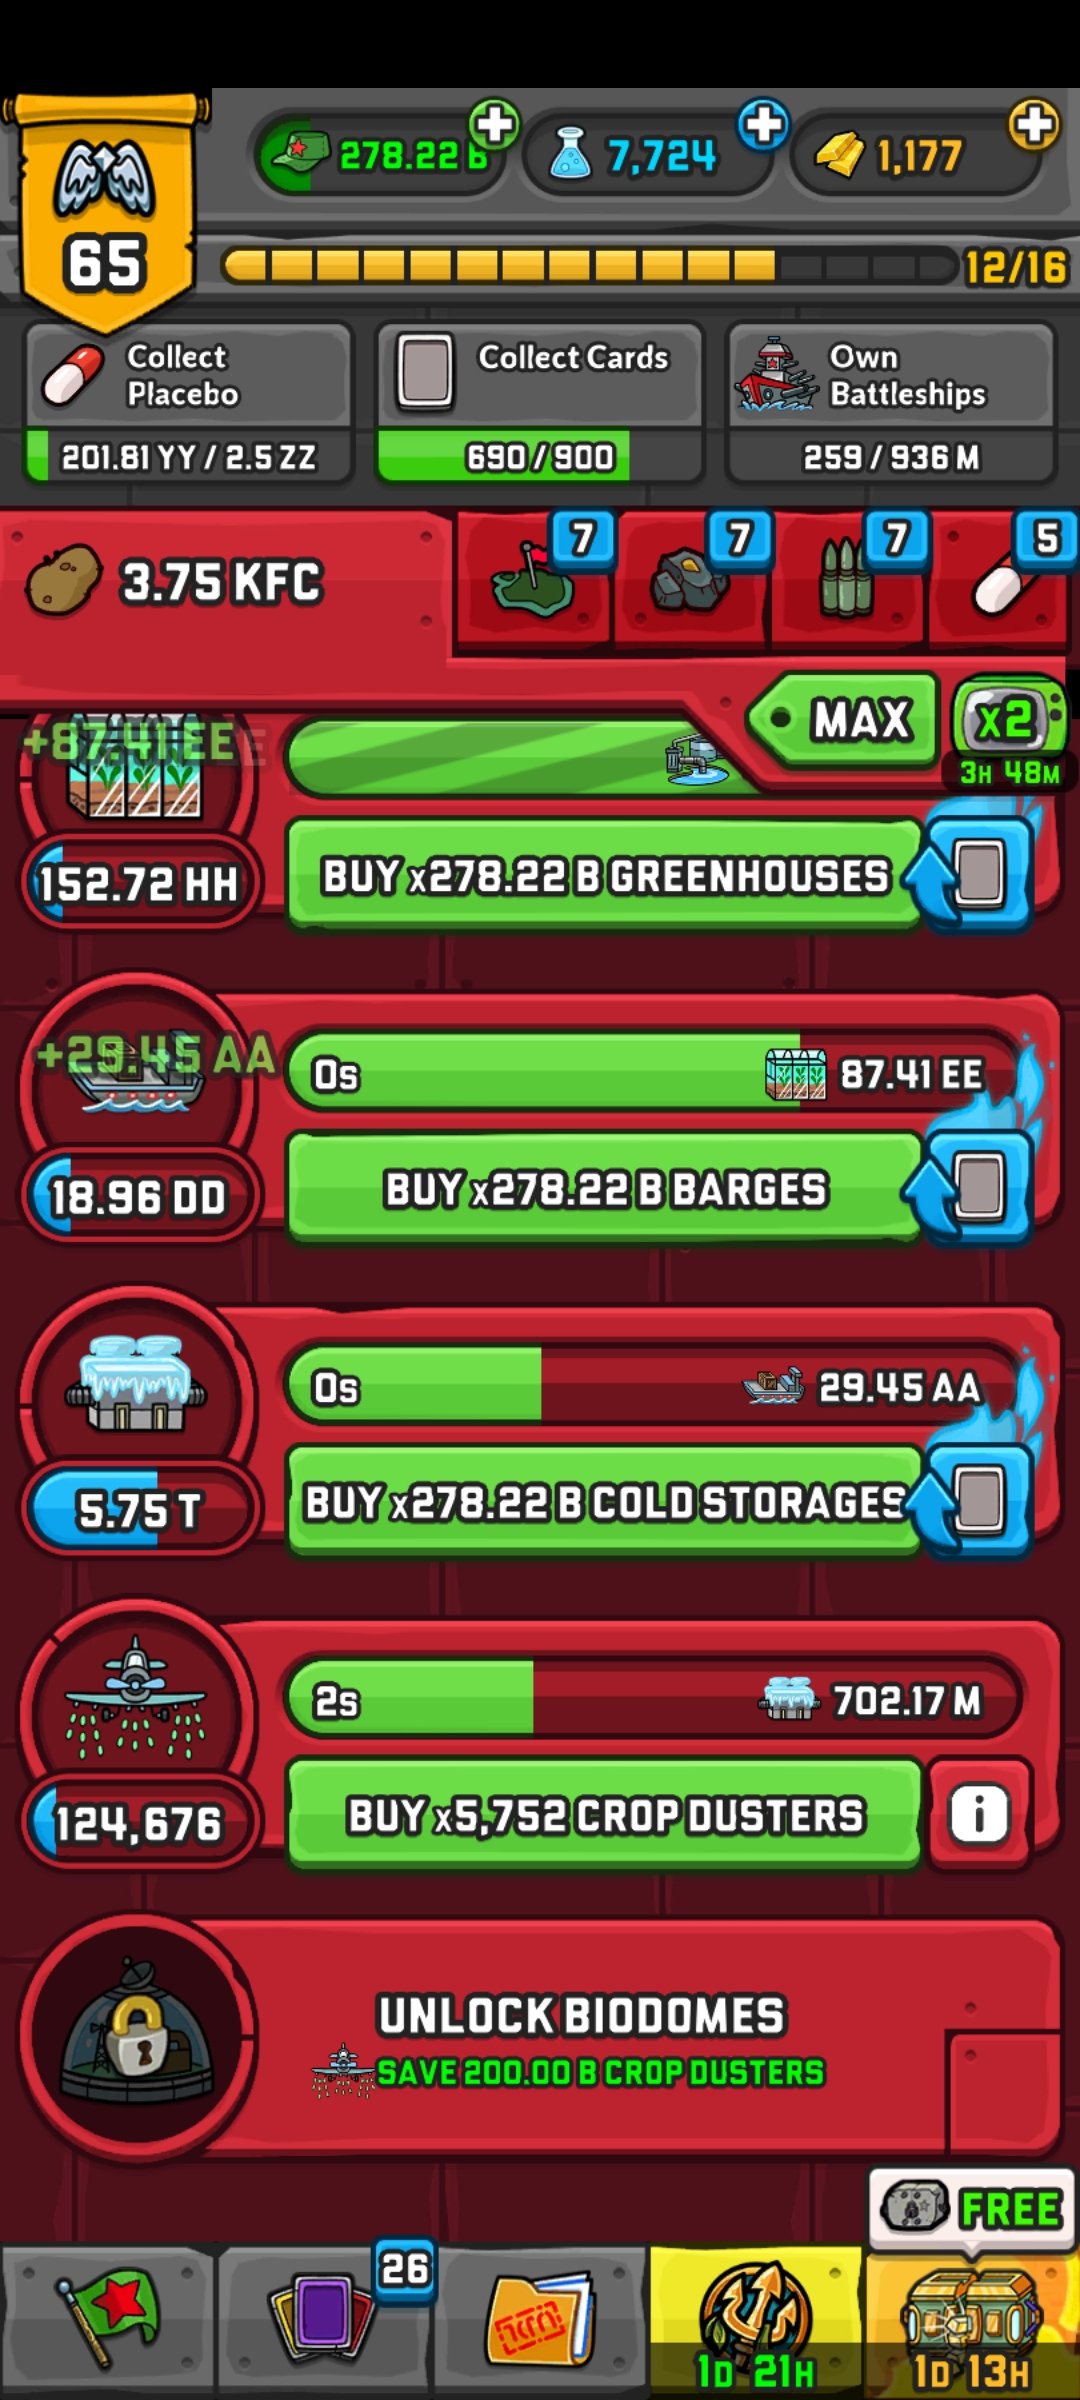 278.22 B
7,724
1,177
65
12/16
Collect
Placebo
Collect Cards
Own
Battleships
201.81 YY / 2.5 ZZ
690/900
259 / 936 M
7
7
7
5
3.75 KFC
MAX
x2
3H 48M
+87.41 EE
152.72 HH
BUY x278.22 B GREENHOUSES
+29.45 AA
0s
87.41 EE
18.96 DD
BUY x278.22 B BARGES
0s
29.45 AA
5.75 T
BUY x278.22 B COLD STORAGES
2s
702.17 M
124,676
BUY x5,752 CROP DUSTERS
i
UNLOCK BIODOMES
SAVE 200.00 B CROP DUSTERS
FREE
26
1D 21H
1D 13H